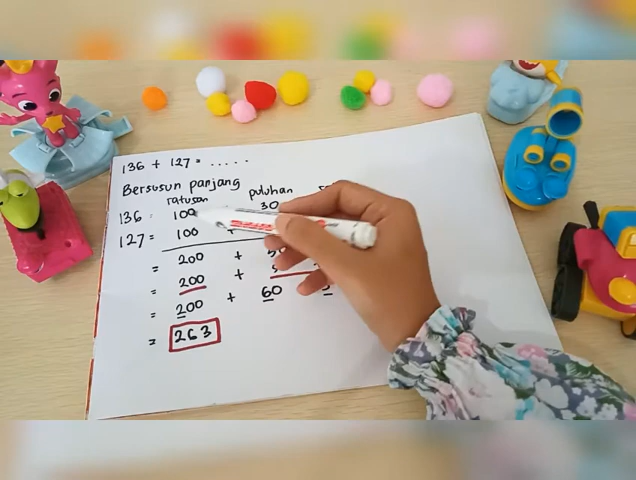 136 + 127 = .....
Bersusun panjang
ratusan puluhan
136 = 100 30
127 = 100 +
= 200 +
= 200 +
= 200 + 60
= 263